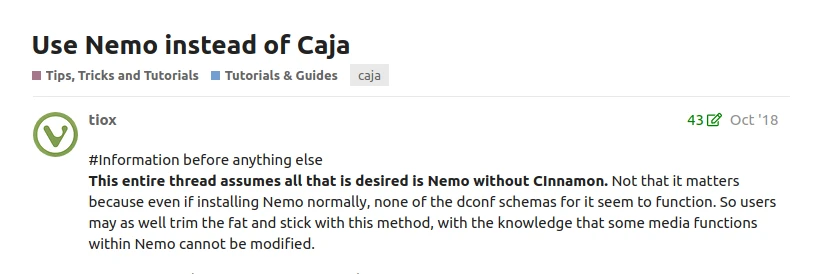 Use Nemo instead of Caja
Tips, Tricks and Tutorials Tutorials & Guides caja
tiox 43 Oct '18
#Information before anything else
This entire thread assumes all that is desired is Nemo without CInnamon. Not that it matters
because even if installing Nemo normally, none of the dconf schemas for it seem to function. So users
may as well trim the fat and stick with this method, with the knowledge that some media functions
within Nemo cannot be modified.